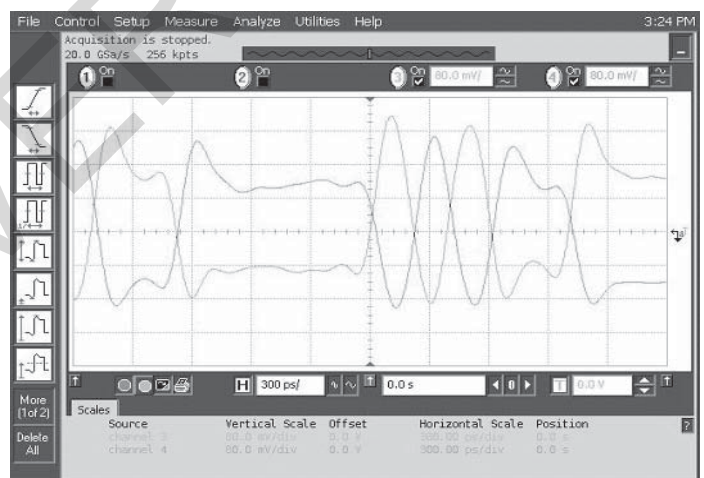 File Control Setup Measure Analyze Utilities Help 3:24 PM
Acquisition is stopped.
20.0 GSa/s 256 kpts
1 On 2 On 3 On 80.0 mV/ 4 On 80.0 mV/
More
(1of 2)
Delete
All
H 300 ps/ 0.0 s 0 T 0.0 V
Scales
Source Vertical Scale Offset Horizontal Scale Position
channel 3 80.0 mV/div 0.0 V 300.00 ps/div 0.0 s
channel 4 80.0 mV/div 0.0 V 300.00 ps/div 0.0 s
?